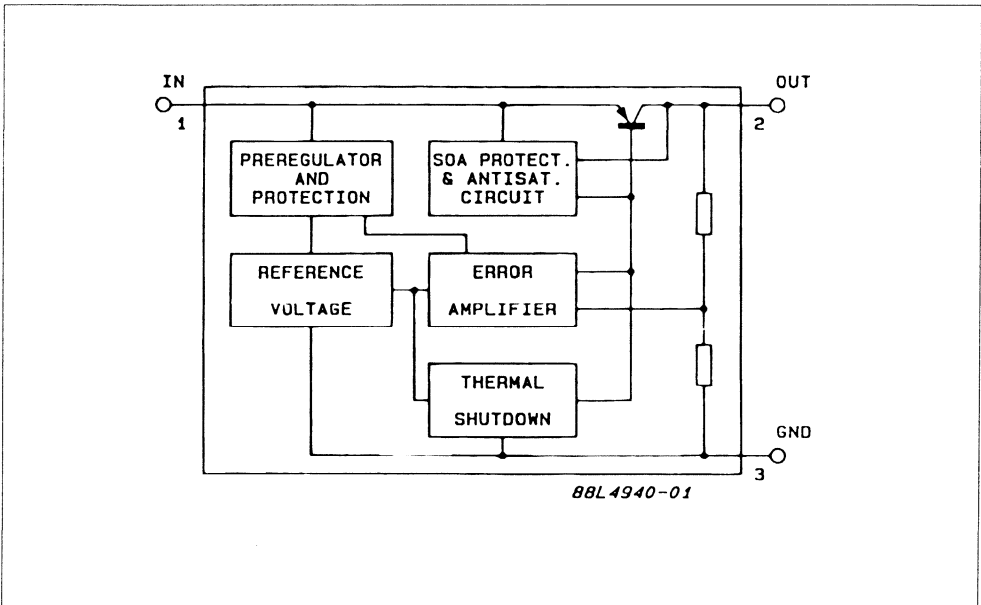 IN
OUT
1
2
PREREGULATOR
AND
PROTECTION
SOA PROTECT.
& ANTISAT.
CIRCUIT
REFERENCE
VOLTAGE
ERROR
AMPLIFIER
THERMAL
SHUTDOWN
GND
3
88L4940-01